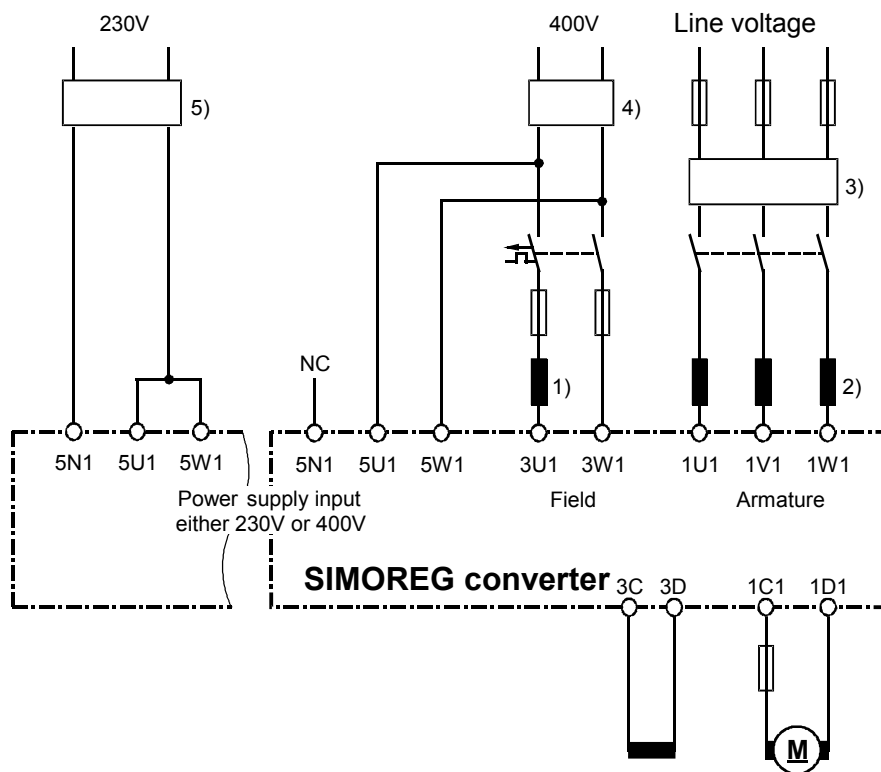 230V
400V
Line voltage
5)
4)
3)
NC
1)
2)
5N1 5U1 5W1
5N1 5U1 5W1 3U1 3W1 1U1 1V1 1W1
Power supply input
either 230V or 400V
Field
Armature
SIMOREG converter
3C 3D 1C1 1D1
M